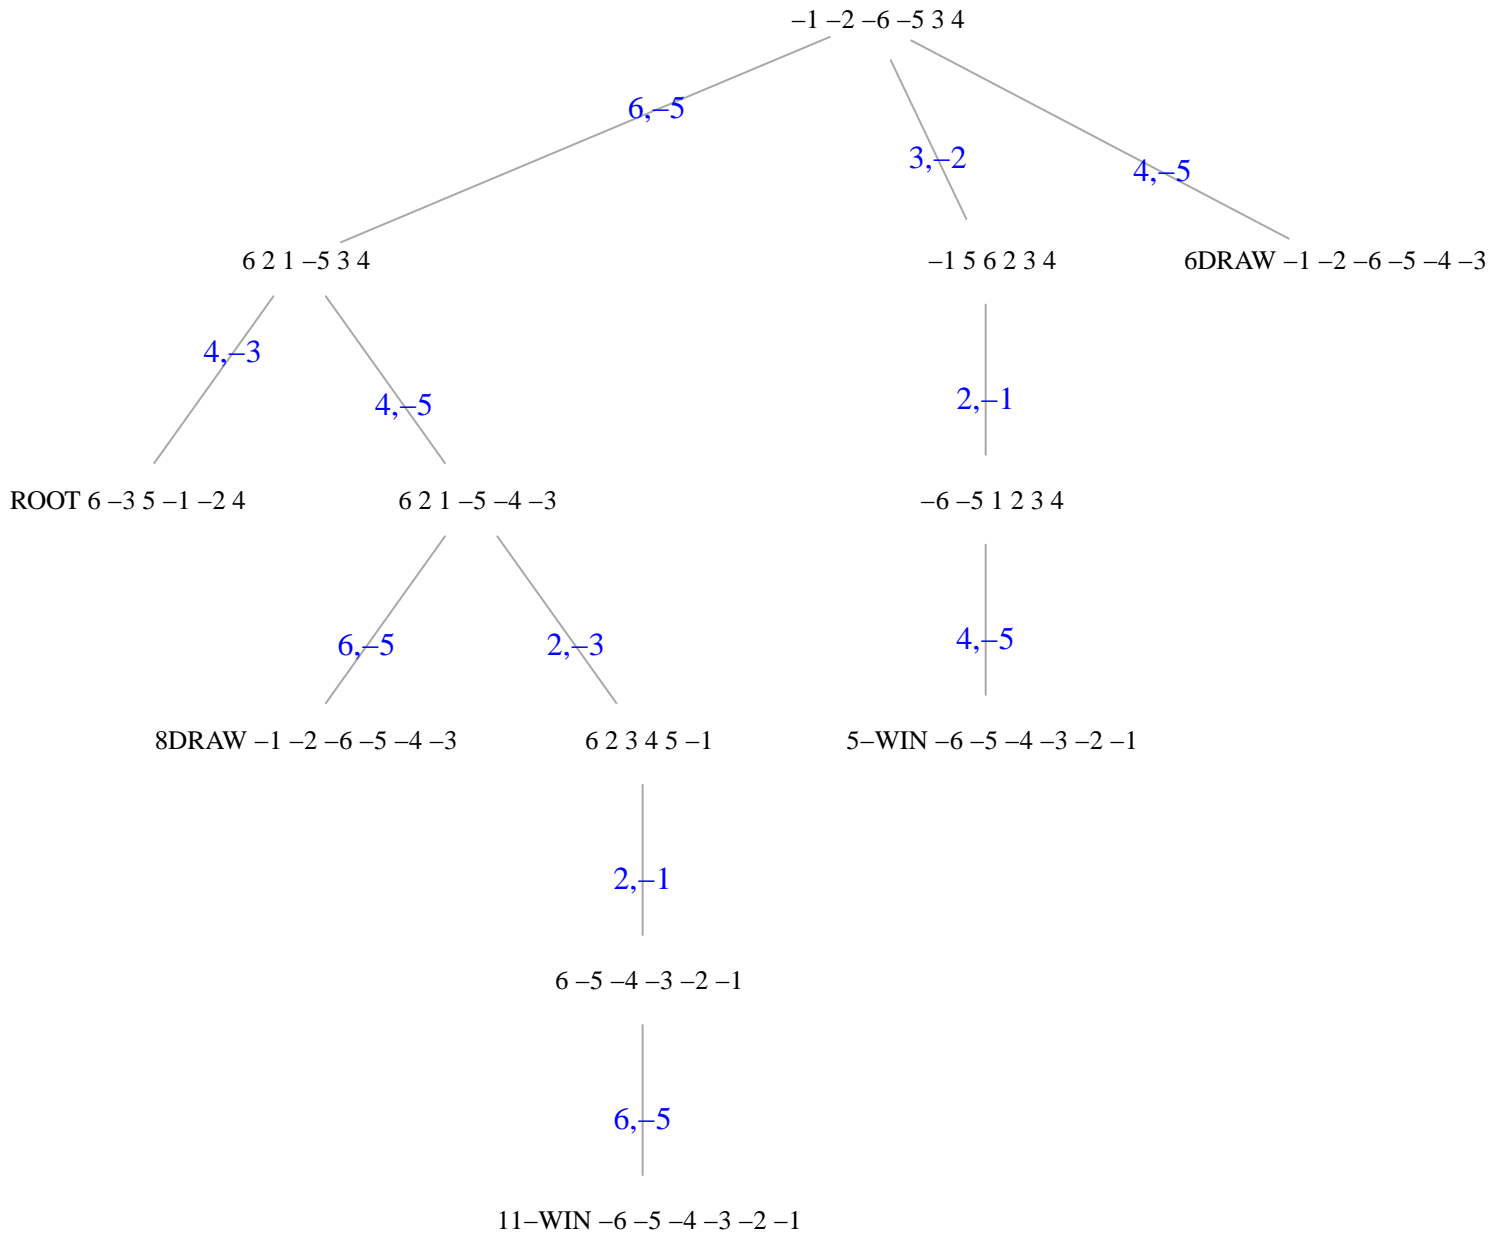 –1 –2 –6 –5 3 4
6,–5
3,–2
4,–5
6 2 1 –5 3 4
–1 5 6 2 3 4
6DRAW –1 –2 –6 –5 –4 –3
4,–3
4,–5
2,–1
ROOT 6 –3 5 –1 –2 4
6 2 1 –5 –4 –3
–6 –5 1 2 3 4
6,–5
2,–3
4,–5
8DRAW –1 –2 –6 –5 –4 –3
6 2 3 4 5 –1
5–WIN –6 –5 –4 –3 –2 –1
2,–1
6 –5 –4 –3 –2 –1
6,–5
11–WIN –6 –5 –4 –3 –2 –1